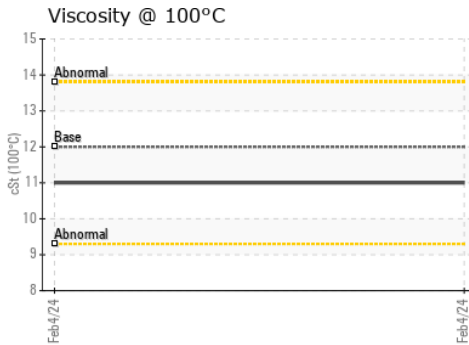 Viscosity @ 100°C
15
Abnormal
14
13
Base
12
cSt (100°C)
11
10
Abnormal
9
8
Feb4/24
Feb4/24